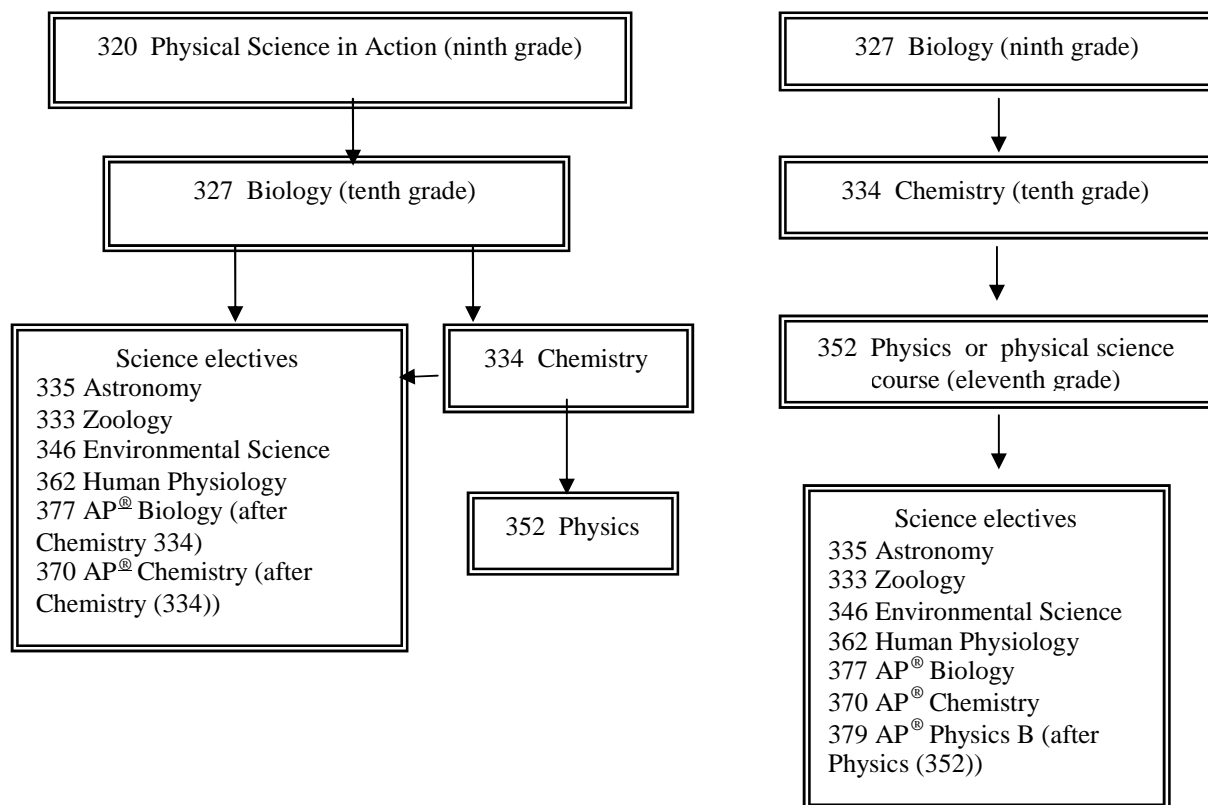 320 Physical Science in Action (ninth grade)
327 Biology (tenth grade)
Science electives
335 Astronomy
333 Zoology
346 Environmental Science
362 Human Physiology
377 AP® Biology (after
Chemistry 334)
370 AP® Chemistry (after
Chemistry (334))
334 Chemistry
352 Physics
327 Biology (ninth grade)
334 Chemistry (tenth grade)
352 Physics or physical science
course (eleventh grade)
Science electives
335 Astronomy
333 Zoology
346 Environmental Science
362 Human Physiology
377 AP® Biology
370 AP® Chemistry
379 AP® Physics B (after
Physics (352))